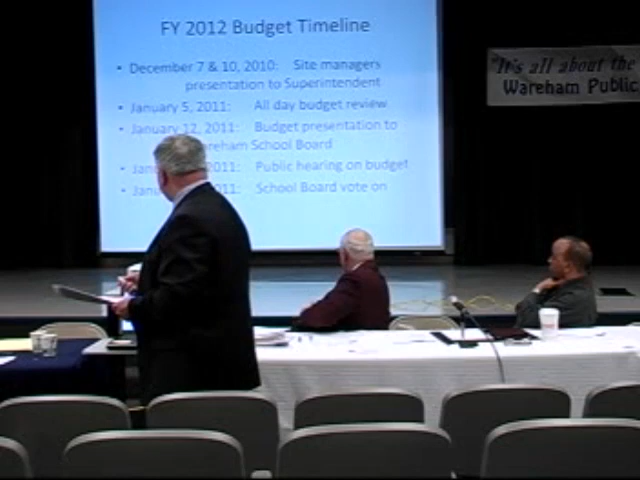 FY 2012 Budget Timeline
• December 7 & 10, 2010: Site managers
presentation to Superintendent
• January 5, 2011: All day budget review
• January 12, 2011: Budget presentation to
School Board
• 2011: Public hearing on budget
• 2011: School Board vote on
"It's all about the
Wareham Public